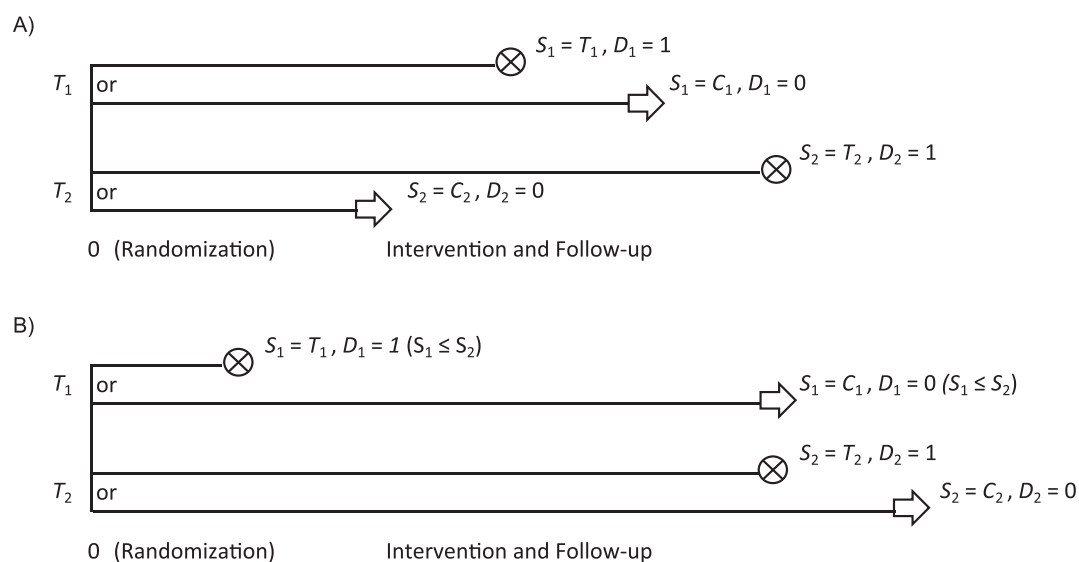 A)
S1 = T1 , D1 = 1
T1 or
S1 = C1 , D1 = 0
S2 = T2 , D2 = 1
T2 or
S2 = C2 , D2 = 0
0 (Randomization) Intervention and Follow-up
B)
S1 = T1 , D1 = 1 (S1 ≤ S2)
T1 or
S1 = C1 , D1 = 0 (S1 ≤ S2)
S2 = T2 , D2 = 1
T2 or
S2 = C2 , D2 = 0
0 (Randomization) Intervention and Follow-up